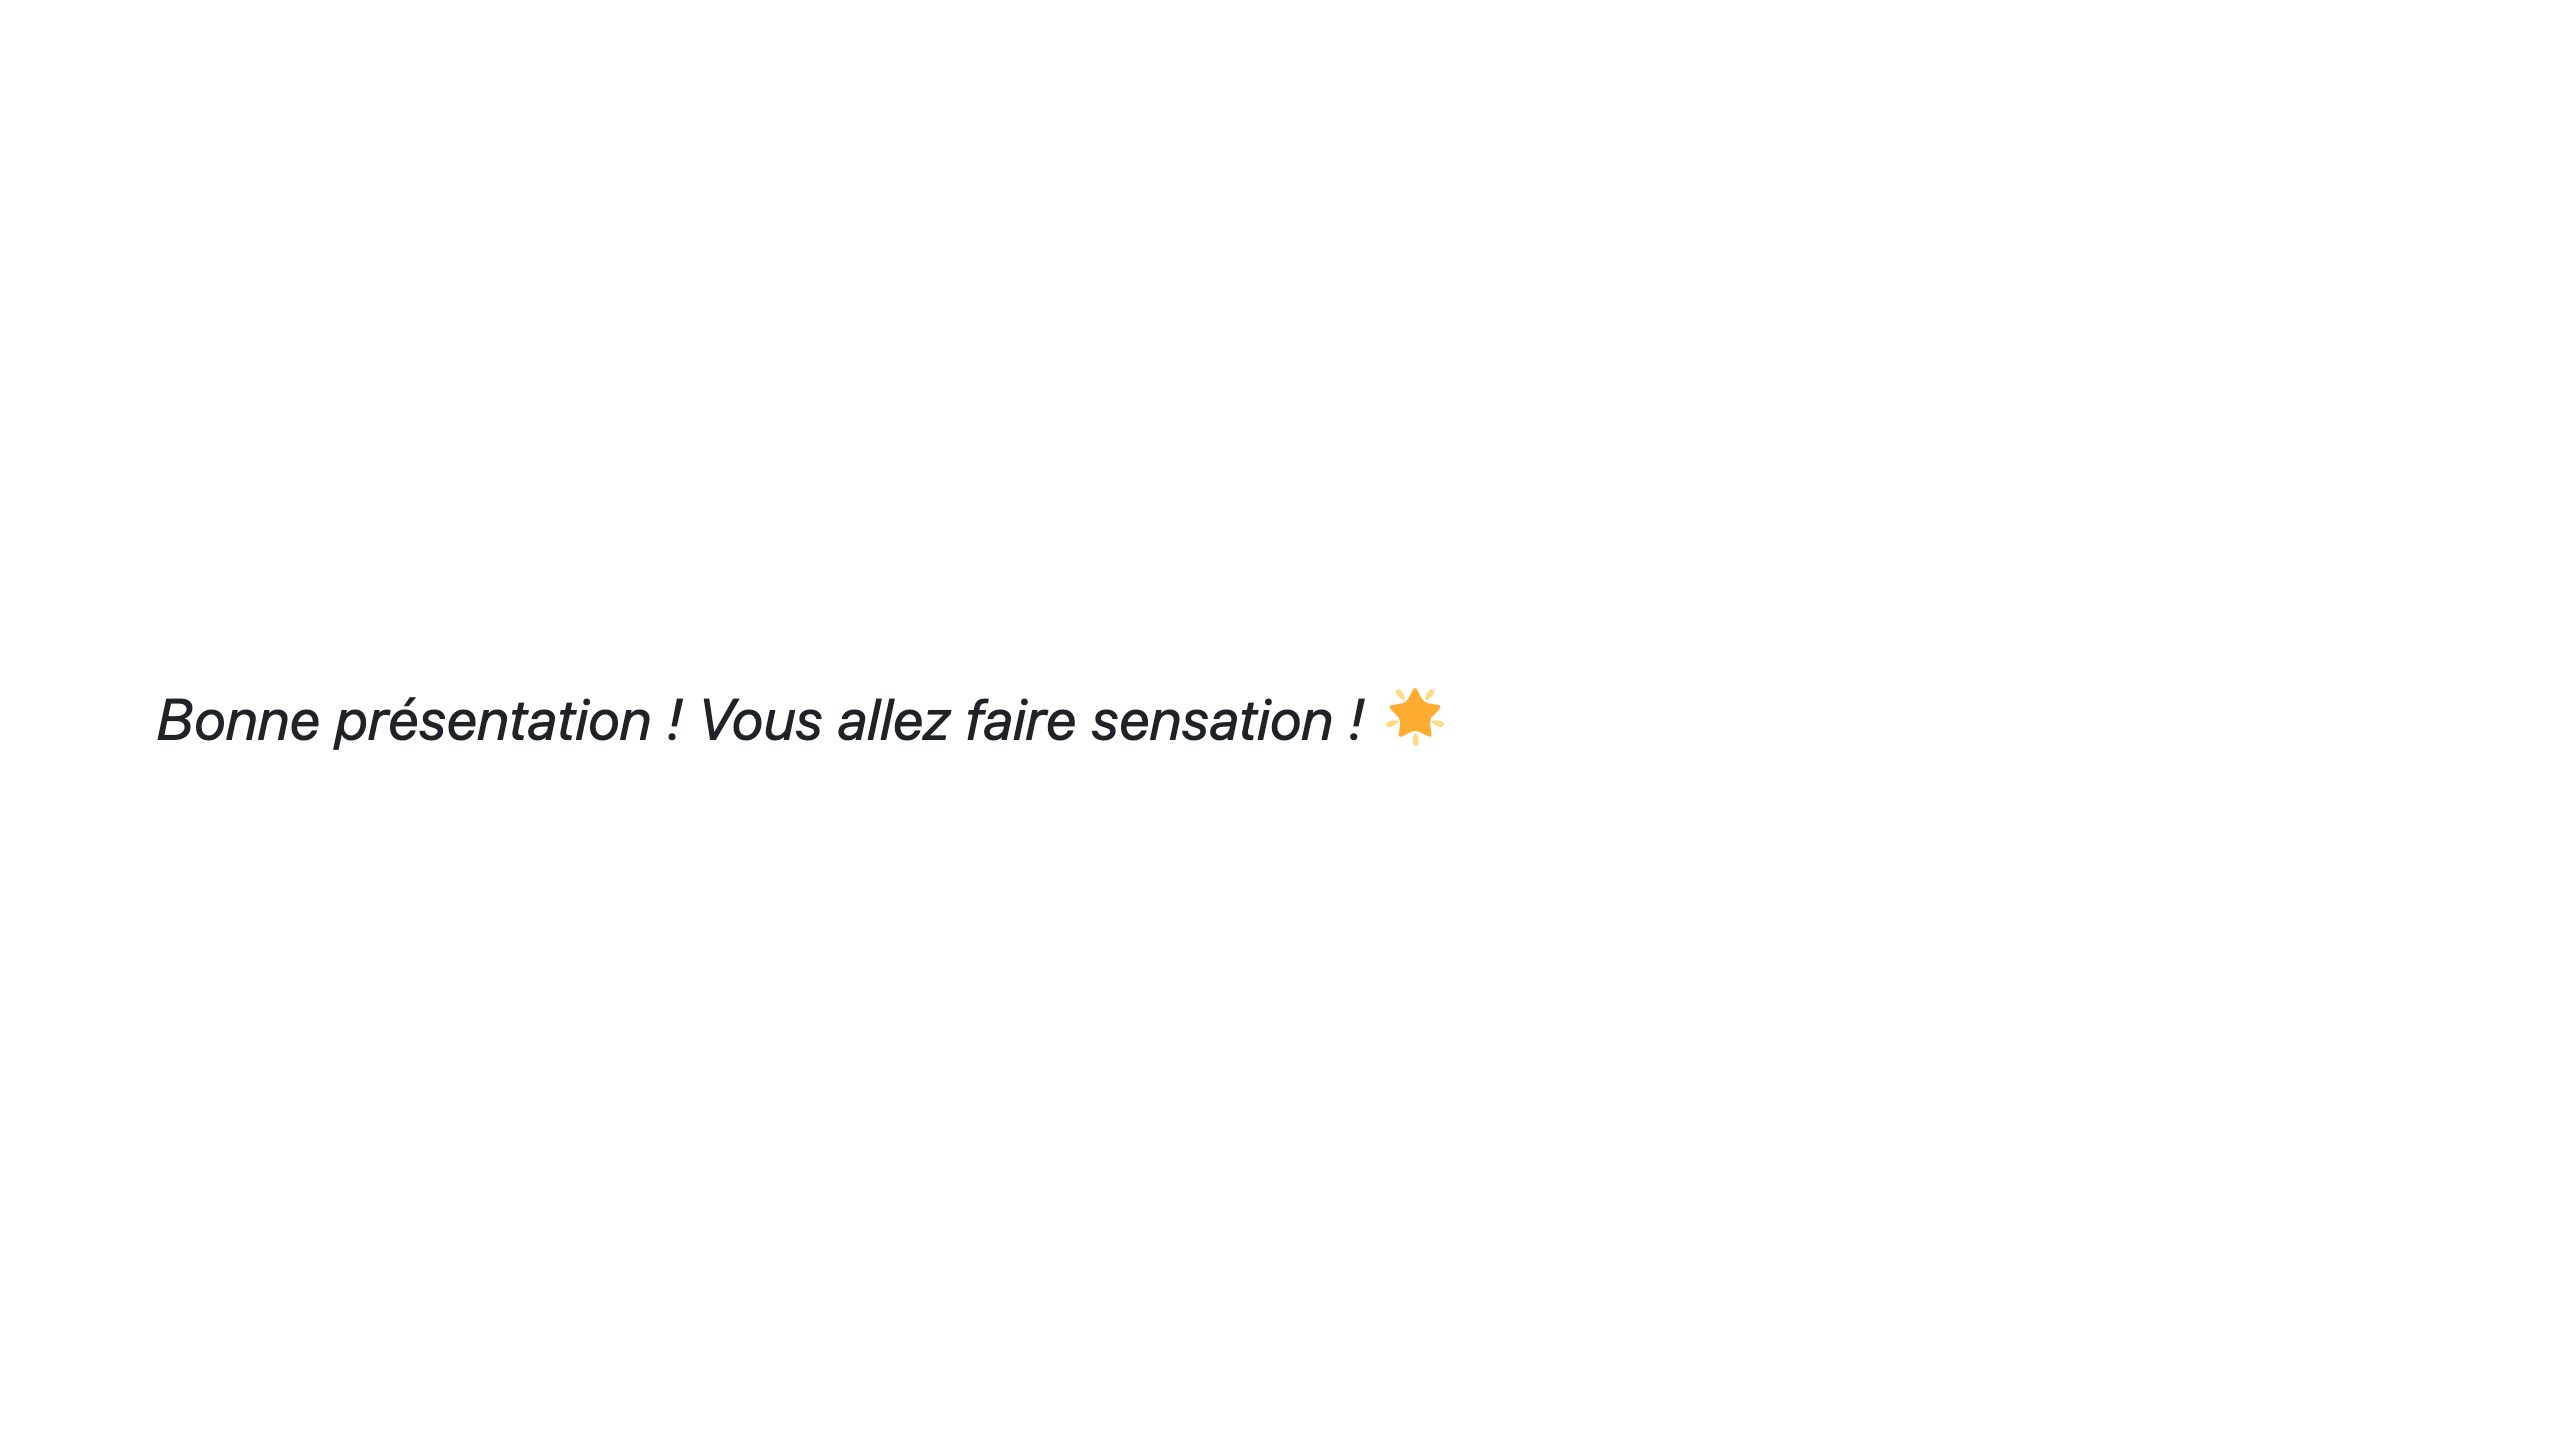 Bonne présentation ! Vous allez faire sensation ! 🌟